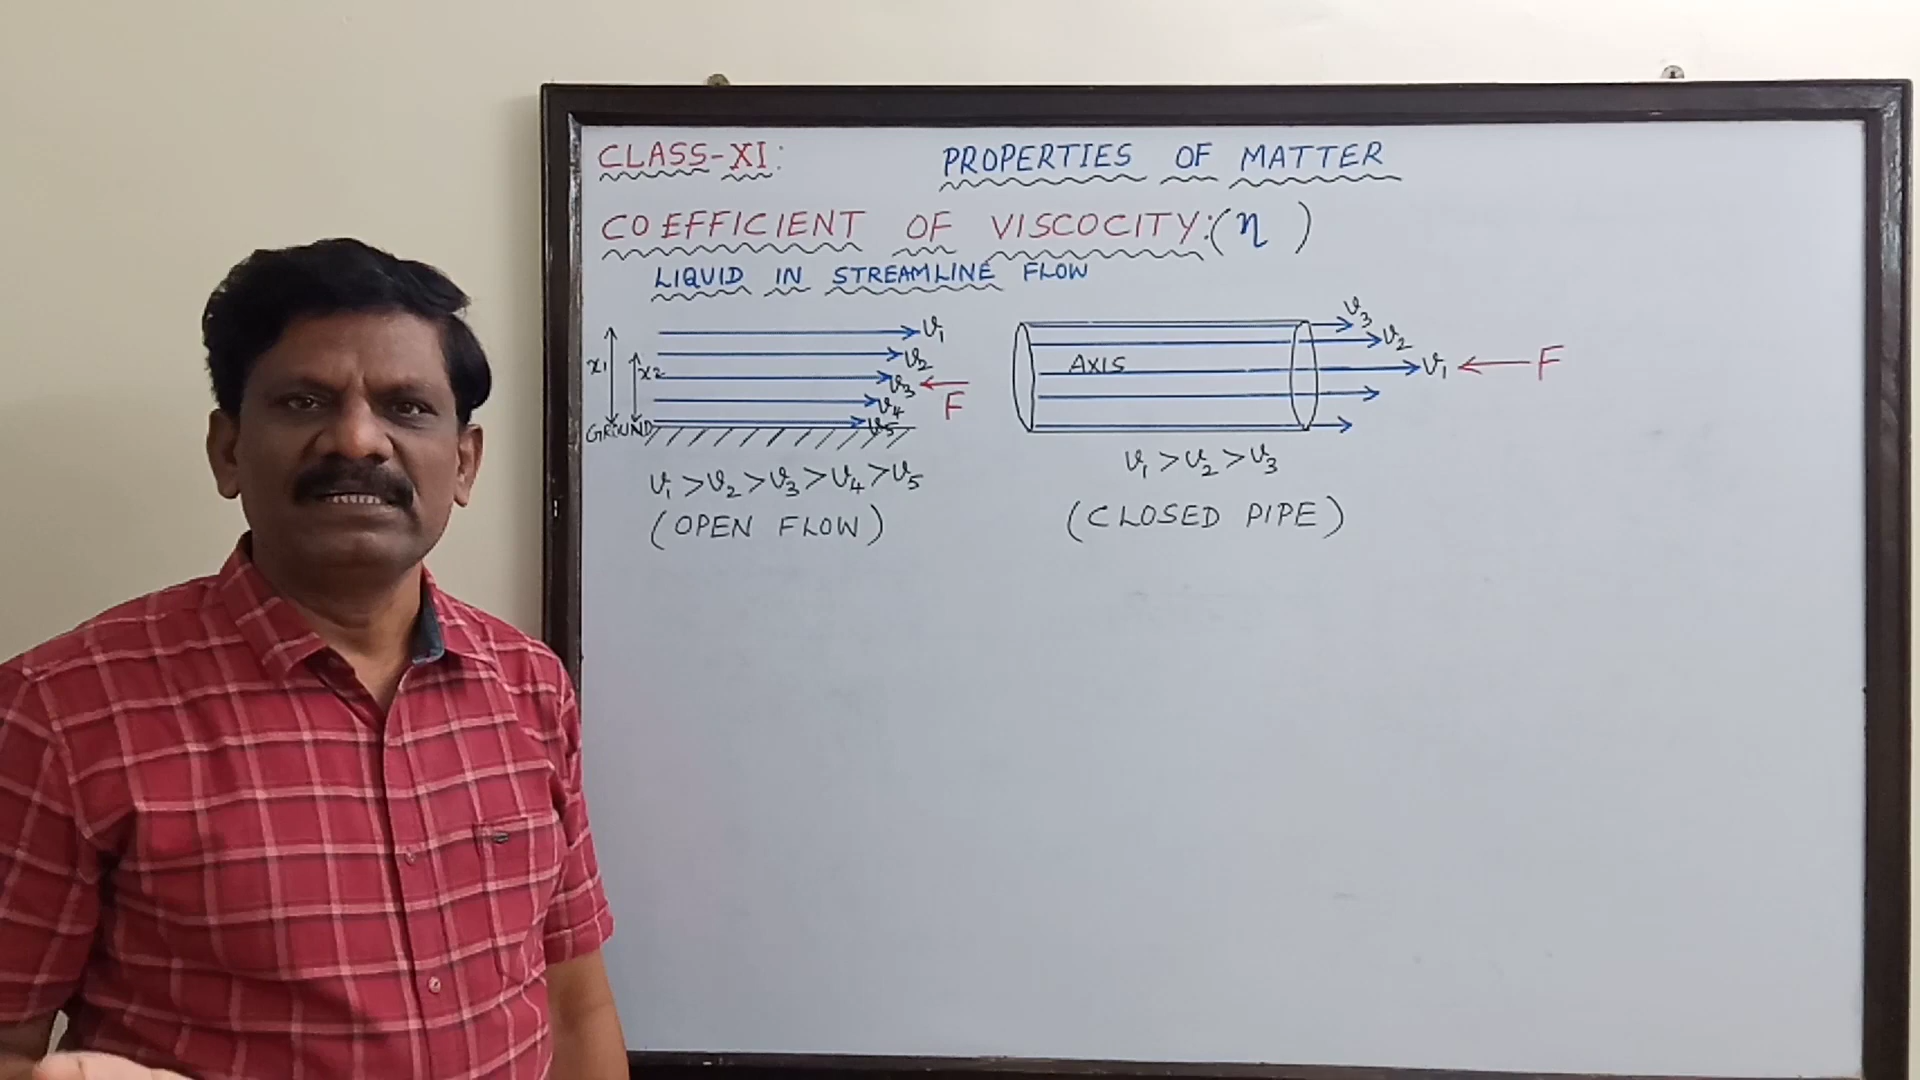 CLASS-XI: PROPERTIES OF MATTER
COEFFICIENT OF VISCOCITY:(η )
LIQUID IN STREAMLINE FLOW
v₁
v₂
v₃
v₄
v₅
x₁
x₂
GROUND
F
v₁ > v₂ > v₃ > v₄ > v₅
(OPEN FLOW)
v₃
v₂
AXIS
v₁
F
v₁ > v₂ > v₃
(CLOSED PIPE)